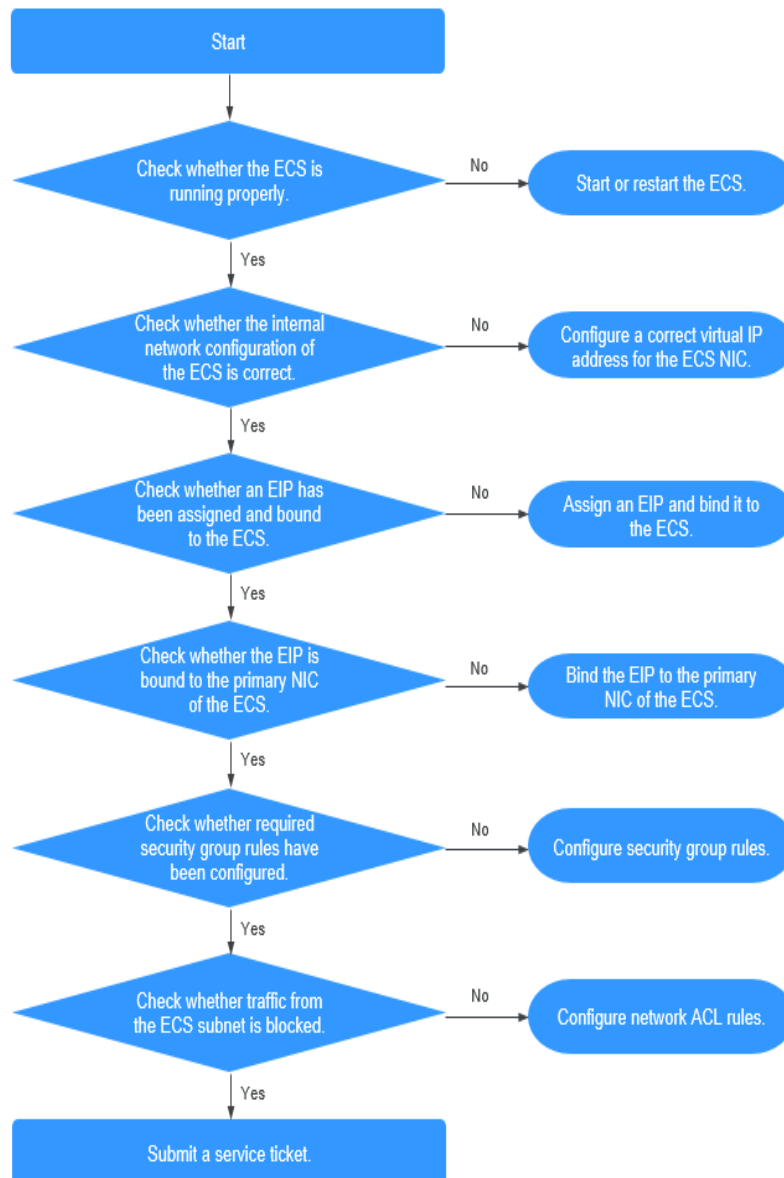 Start
Check whether the ECS is
running properly.
No
Start or restart the ECS.
Yes
Check whether the internal
network configuration of
the ECS is correct.
No
Configure a correct virtual IP
address for the ECS NIC.
Yes
Check whether an EIP has
been assigned and bound
to the ECS.
No
Assign an EIP and bind it to
the ECS.
Yes
Check whether the EIP is
bound to the primary NIC
of the ECS.
No
Bind the EIP to the primary
NIC of the ECS.
Yes
Check whether required
security group rules have
been configured.
No
Configure security group rules.
Yes
Check whether traffic from
the ECS subnet is blocked.
No
Configure network ACL rules.
Yes
Submit a service ticket.